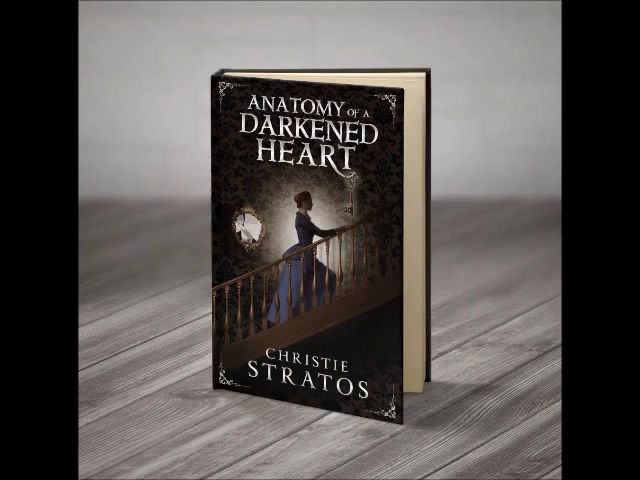 ANATOMY OF A
DARKENED
HEART
CHRISTIE
STRATOS